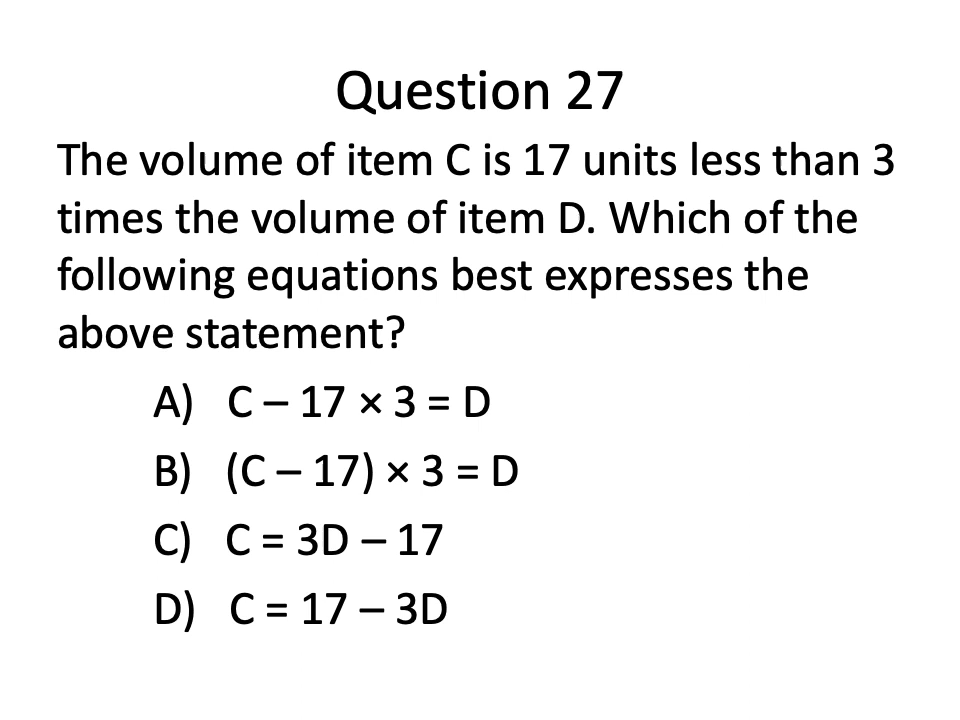 Question 27
The volume of item C is 17 units less than 3
times the volume of item D. Which of the
following equations best expresses the
above statement?
A) C – 17 × 3 = D
B) (C – 17) × 3 = D
C) C = 3D – 17
D) C = 17 – 3D